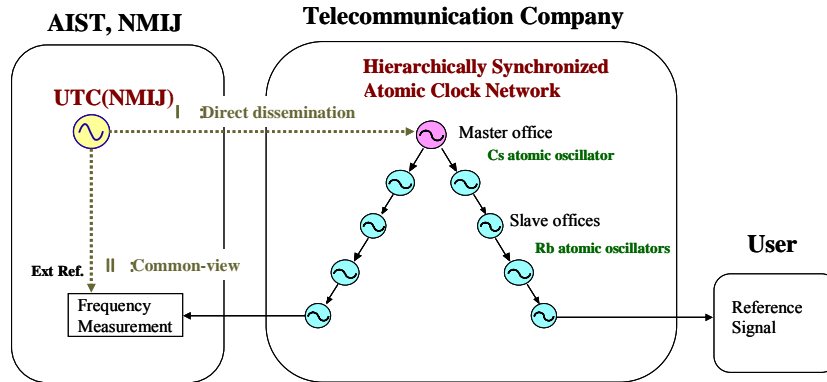 AIST, NMIJ
Telecommunication Company
Hierarchically Synchronized
Atomic Clock Network
UTC(NMIJ)
I :Direct dissemination
Master office
Cs atomic oscillator
Slave offices
Rb atomic oscillators
User
Ext Ref.
II :Common-view
Frequency
Measurement
Reference
Signal